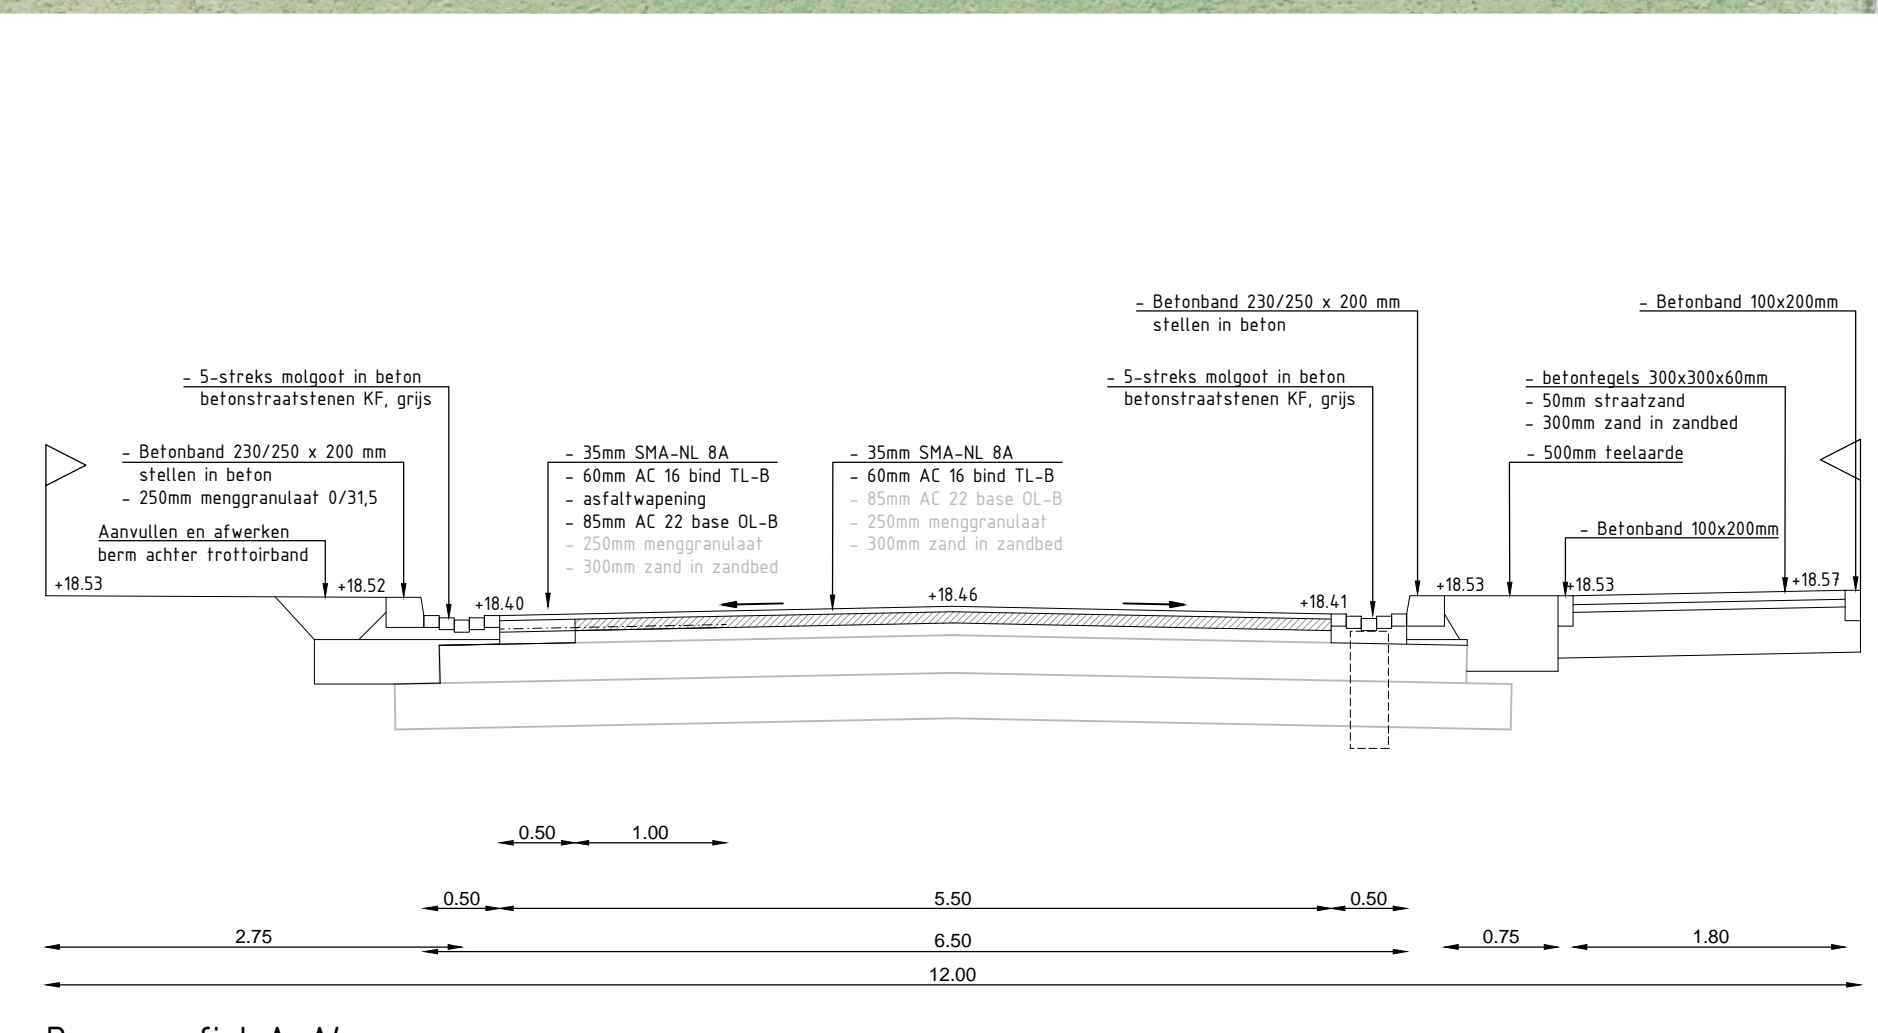 - Betonband 230/250 x 200 mm
stellen in beton
- Betonband 100x200mm
- 5-streks molgoot in beton
betonstraatstenen KF, grijs
- 5-streks molgoot in beton
betonstraatstenen KF, grijs
- betontegels 300x300x60mm
- 50mm straatzand
- 300mm zand in zandbed
- 500mm teelaarde
- Betonband 230/250 x 200 mm
stellen in beton
- 250mm menggranulaat 0/31,5
Aanvullen en afwerken
berm achter trottoirband
- 35mm SMA-NL 8A
- 60mm AC 16 bind TL-B
- asfaltwapening
- 85mm AC 22 base OL-B
- 250mm menggranulaat
- 300mm zand in zandbed
- 35mm SMA-NL 8A
- 60mm AC 16 bind TL-B
- 85mm AC 22 base OL-B
- 250mm menggranulaat
- 300mm zand in zandbed
- Betonband 100x200mm
+18.53
+18.52
+18.40
+18.46
+18.41
+18.53
+18.53
+18.57
0.50
1.00
0.50
5.50
0.50
2.75
6.50
0.75
1.80
12.00